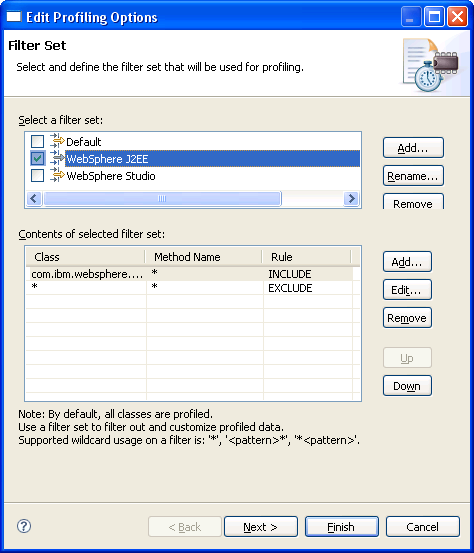 Edit Profiling Options
Filter Set
Select and define the filter set that will be used for profiling.
Select a filter set:
Default
WebSphere J2EE
WebSphere Studio
Add...
Rename...
Remove
Contents of selected filter set:
Class Method Name Rule
com.ibm.websphere.... * INCLUDE
* * EXCLUDE
Add...
Edit...
Remove
Up
Down
Note: By default, all classes are profiled.
Use a filter set to filter out and customize profiled data.
Supported wildcard usage on a filter is: '*', '<pattern>*', '*<pattern>'.
? < Back Next > Finish Cancel